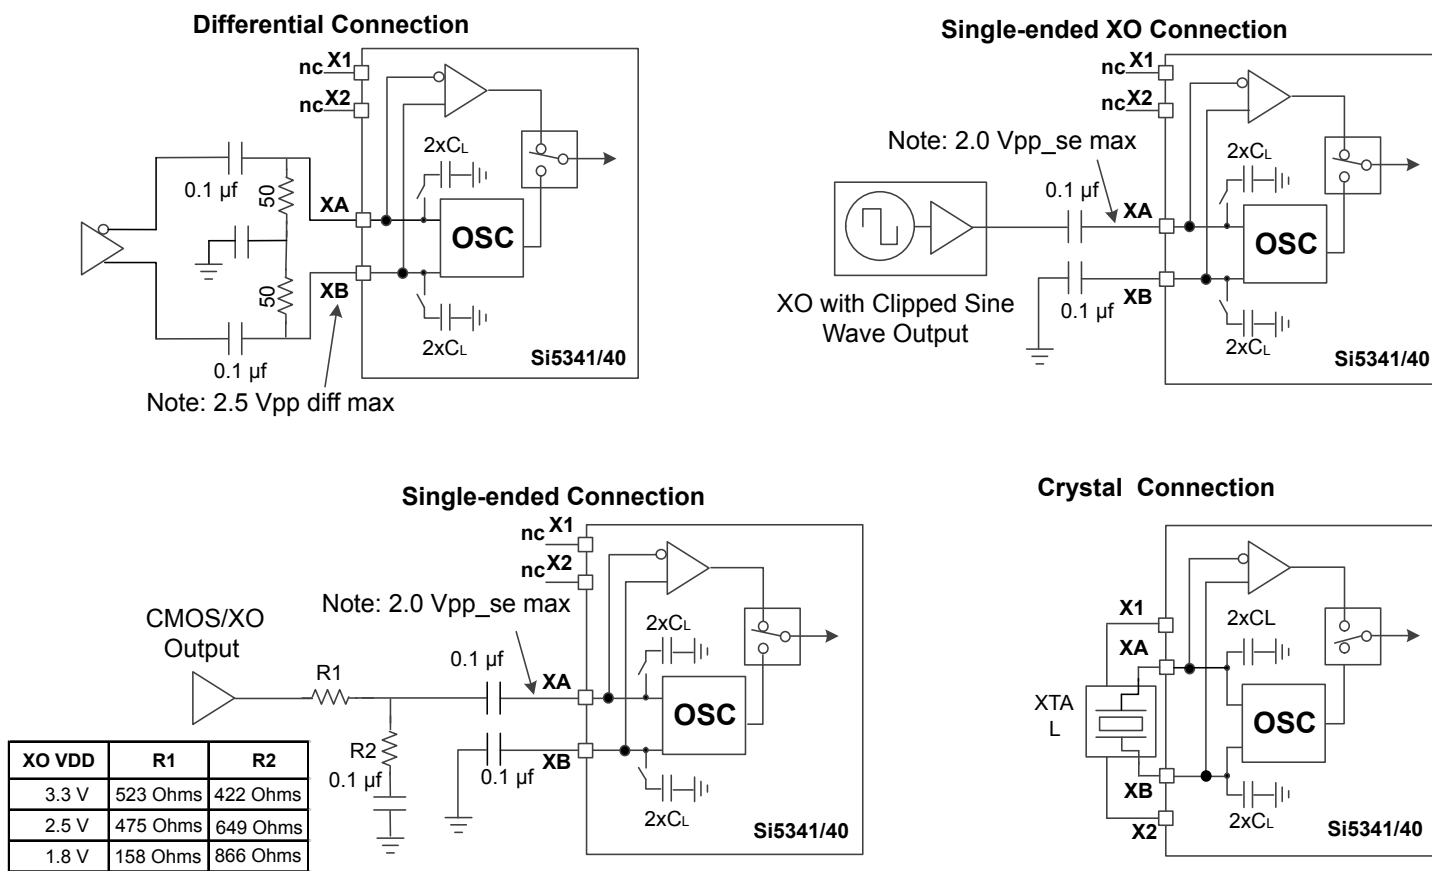 Differential Connection
nc X1
nc X2
0.1 µf
50
2xCL
XA
OSC
50
XB
2xCL
0.1 µf
Si5341/40
Note: 2.5 Vpp diff max
Single-ended XO Connection
nc X1
nc X2
Note: 2.0 Vpp_se max
2xCL
0.1 µf
XA
OSC
XB
0.1 µf
XO with Clipped Sine
Wave Output
2xCL
Si5341/40
Single-ended Connection
nc X1
nc X2
Note: 2.0 Vpp_se max
CMOS/XO
Output
2xCL
0.1 µf
R1
XA
OSC
R2
XB
0.1 µf
0.1 µf
2xCL
Si5341/40
XO VDD R1 R2
3.3 V 523 Ohms 422 Ohms
2.5 V 475 Ohms 649 Ohms
1.8 V 158 Ohms 866 Ohms
Crystal Connection
X1
2xCL
XA
XTA
L
OSC
XB
X2
2xCL
Si5341/40